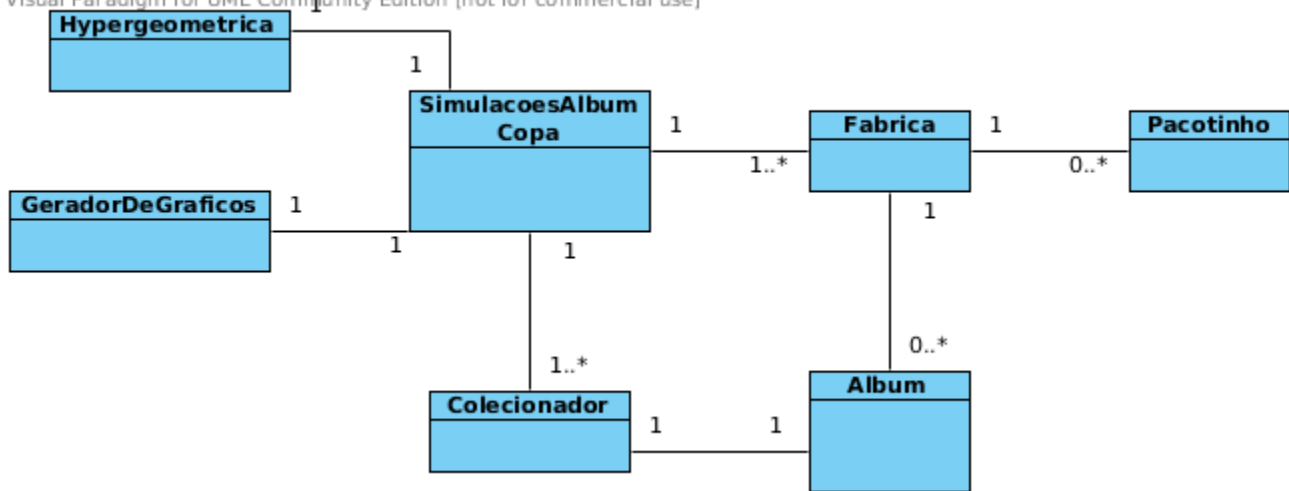 Visual Paradigm for UML Community Edition [not for commercial use]
1
Hypergeometrica
1
SimulacoesAlbum
Copa
1
1..*
Fabrica
1
0..*
Pacotinho
GeradorDeGraficos
1
1
1
1
1..*
0..*
Colecionador
1
1
Album